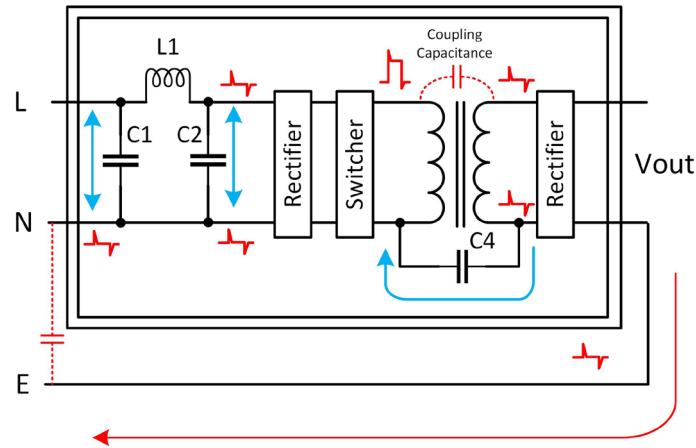 Coupling
Capacitance
L1
L
C1
C2
Rectifier
Switcher
Rectifier
Vout
N
C4
E